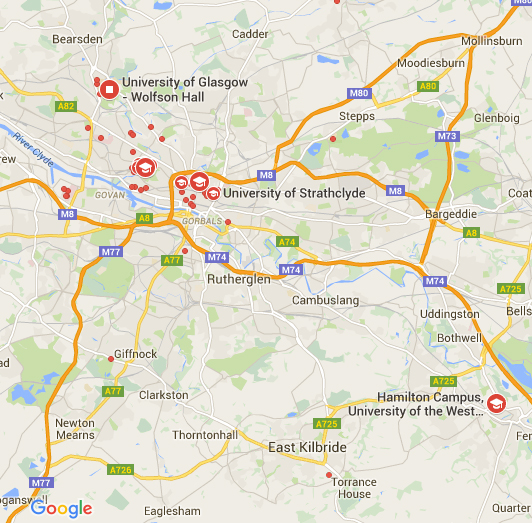 M80
Bearsden
Cadder
Mollinsburn
Moodiesburn
University of Glasgow
- Wolfson Hall
A80
M80
A82
Stepps
Glenboig
M73
River Clyde
M8
University of Strathclyde
M8
GOVAN
Coat
M8
A8
GORBALS
Bargeddie
A8
M77
A77
M74
A74
M74
Rutherglen
M74
A725
Cambuslang
Uddingston
Bells
Bothwell
Giffnock
A725
A77
Clarkston
Hamilton Campus,
University of the West...
Newton
Mearns
A725
Thorntonhall
Fe
East Kilbride
A726
M77
Torrance
House
oganswell
Google
Eaglesham
Quarter